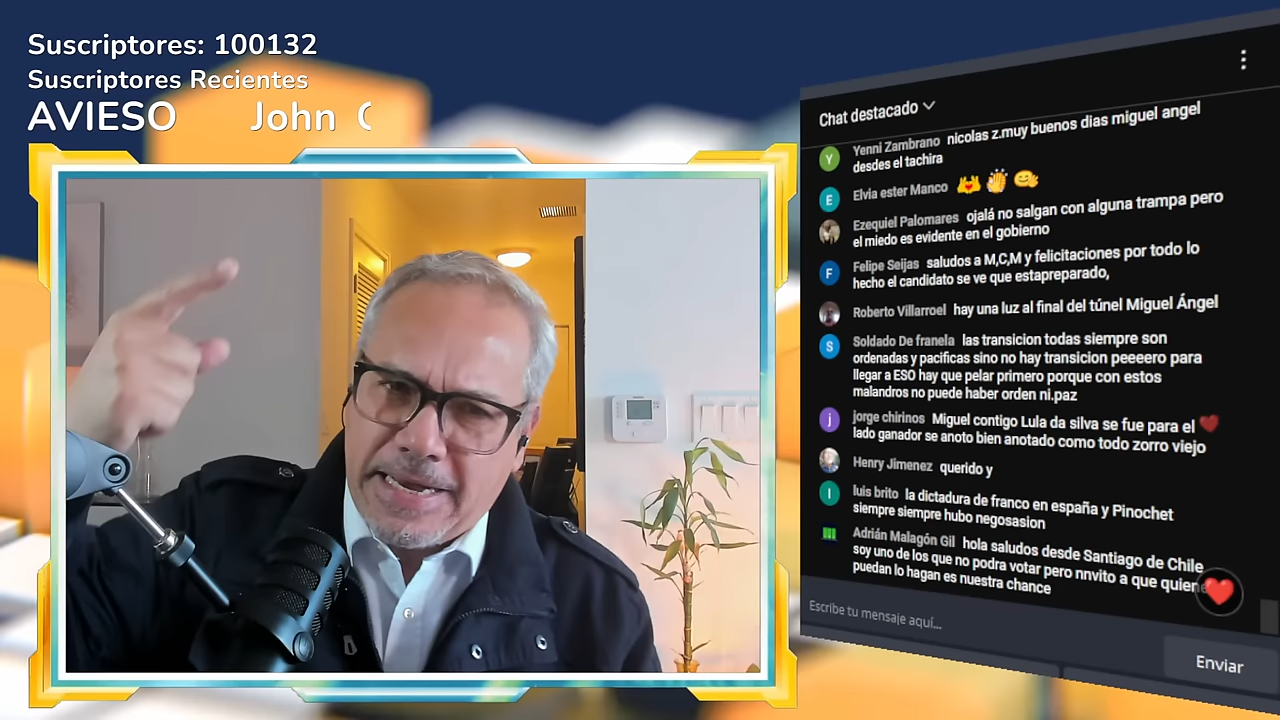 Suscriptores: 100132
Suscriptores Recientes
AVIESO John
Chat destacado
Y Yenni Zambrano nicolas z.muy buenos dias miguel angel
desdes el tachira
E Elvia ester Manco
Ezequiel Palomares ojalá no salgan con alguna trampa pero
el miedo es evidente en el gobierno
F Felipe Seijas saludos a M,C,M y felicitaciones por todo lo
hecho el candidato se ve que estapreparado,
Roberto Villarroel hay una luz al final del túnel Miguel Ángel
S Soldado De franela las transicion todas siempre son
ordenadas y pacificas sino no hay transicion peeeero para
llegar a ESO hay que pelar primero porque con estos
malandros no puede haber orden ni.paz
j jorge chirinos Miguel contigo Lula da silva se fue para el
lado ganador se anoto bien anotado como todo zorro viejo
Henry Jimenez querido y
l luis brito la dictadura de franco en españa y Pinochet
siempre siempre hubo negosasion
Adrián Malagón Gil hola saludos desde Santiago de Chile
soy uno de los que no podra votar pero nnvito a que quiene
puedan lo hagan es nuestra chance
Escribe tu mensaje aquí...
Enviar